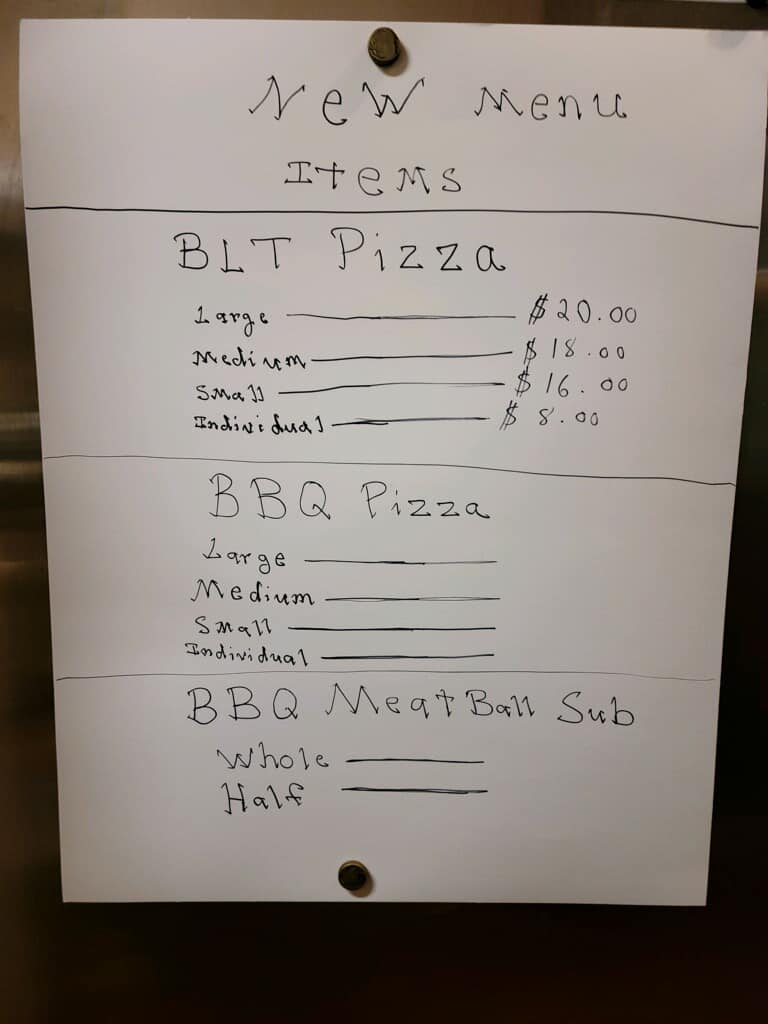 New Menu
Items
BLT Pizza
Large $20.00
Medium $18.00
Small $16.00
Individual $8.00
BBQ Pizza
Large
Medium
Small
Individual
BBQ MeatBall Sub
Whole
Half